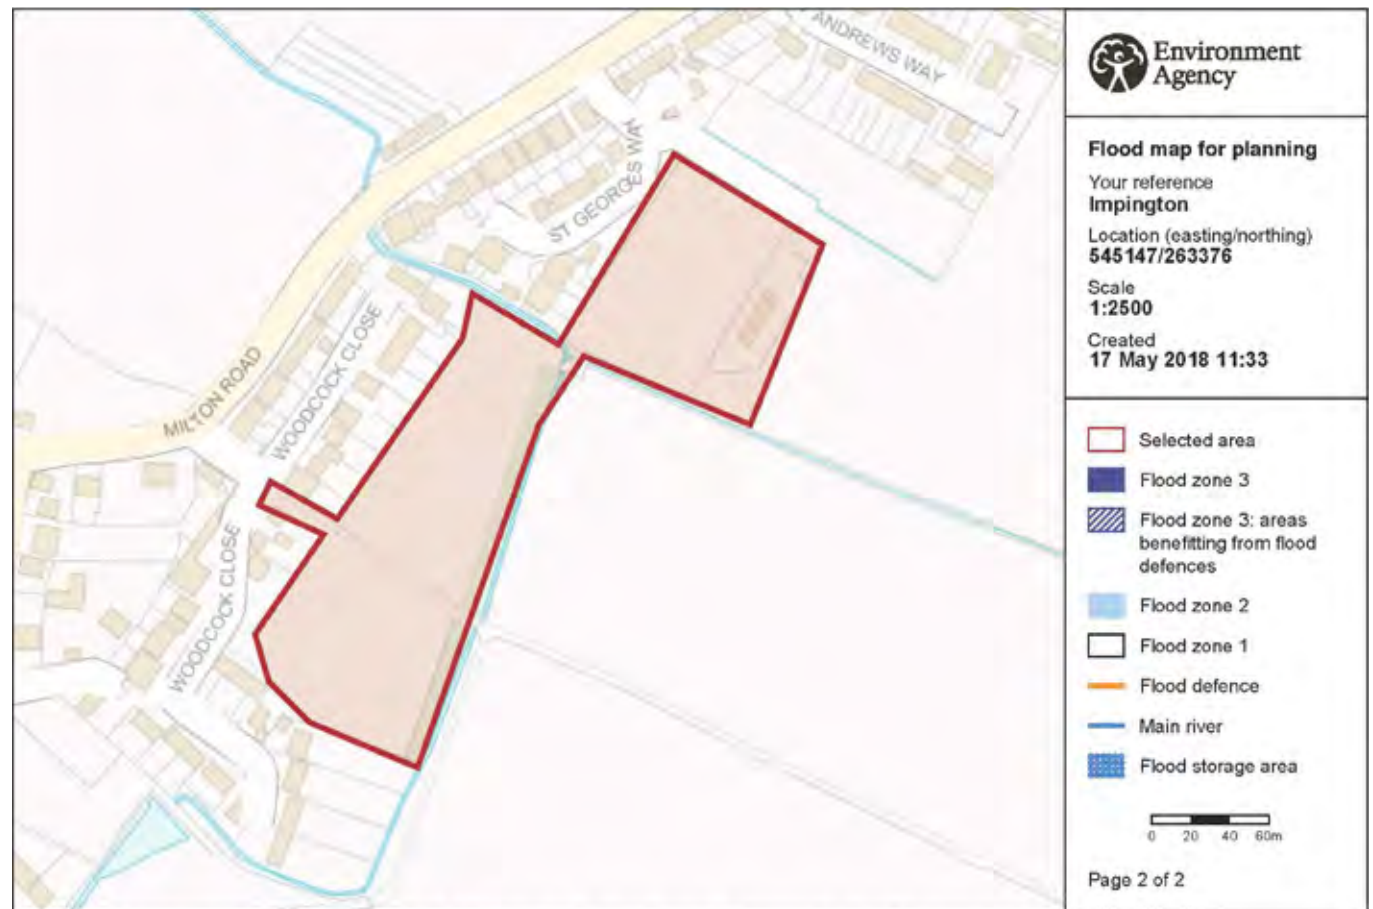 ANDREWS WAY
ST GEORGES WAY
WOODCOCK CLOSE
MILTON ROAD
WOODCOCK CLOSE
Environment
Agency
Flood map for planning
Your reference
Impington
Location (easting/northing)
545147/263376
Scale
1:2500
Created
17 May 2018 11:33
Selected area
Flood zone 3
Flood zone 3: areas
benefitting from flood
defences
Flood zone 2
Flood zone 1
Flood defence
Main river
Flood storage area
0 20 40 60m
Page 2 of 2